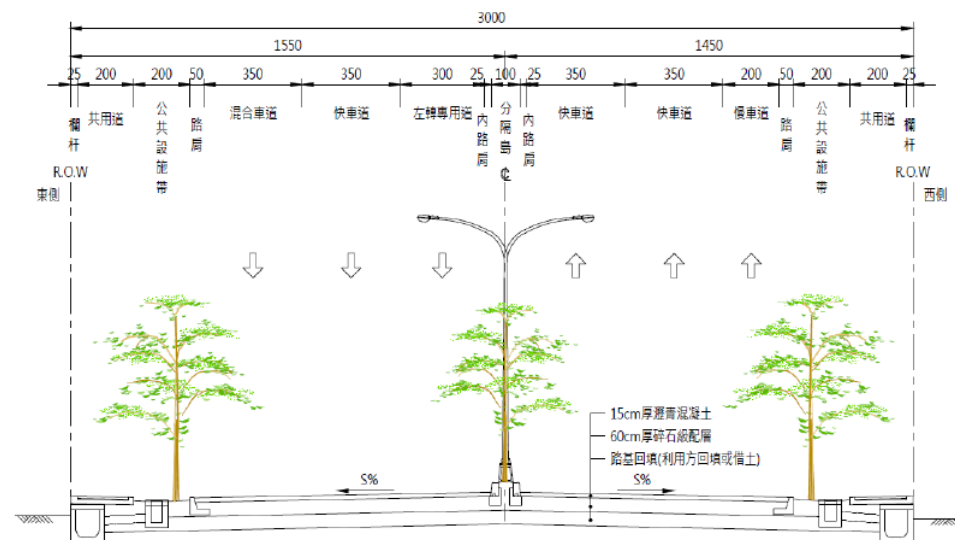 3000
1550
1450
25 200 200 50 350 350 300 25 100 25 350 350 200 50 200 200 25
欄杆
共用道
公共設施帶
路肩
混合車道
快車道
左轉專用道
內路肩
分隔島
內路肩
快車道
快車道
慢車道
路肩
公共設施帶
共用道
欄杆
R.O.W
℄
R.O.W
東側
西側
15cm厚瀝青混凝土
60cm厚碎石級配層
路基回填(利用方回填或借土)
S%
S%